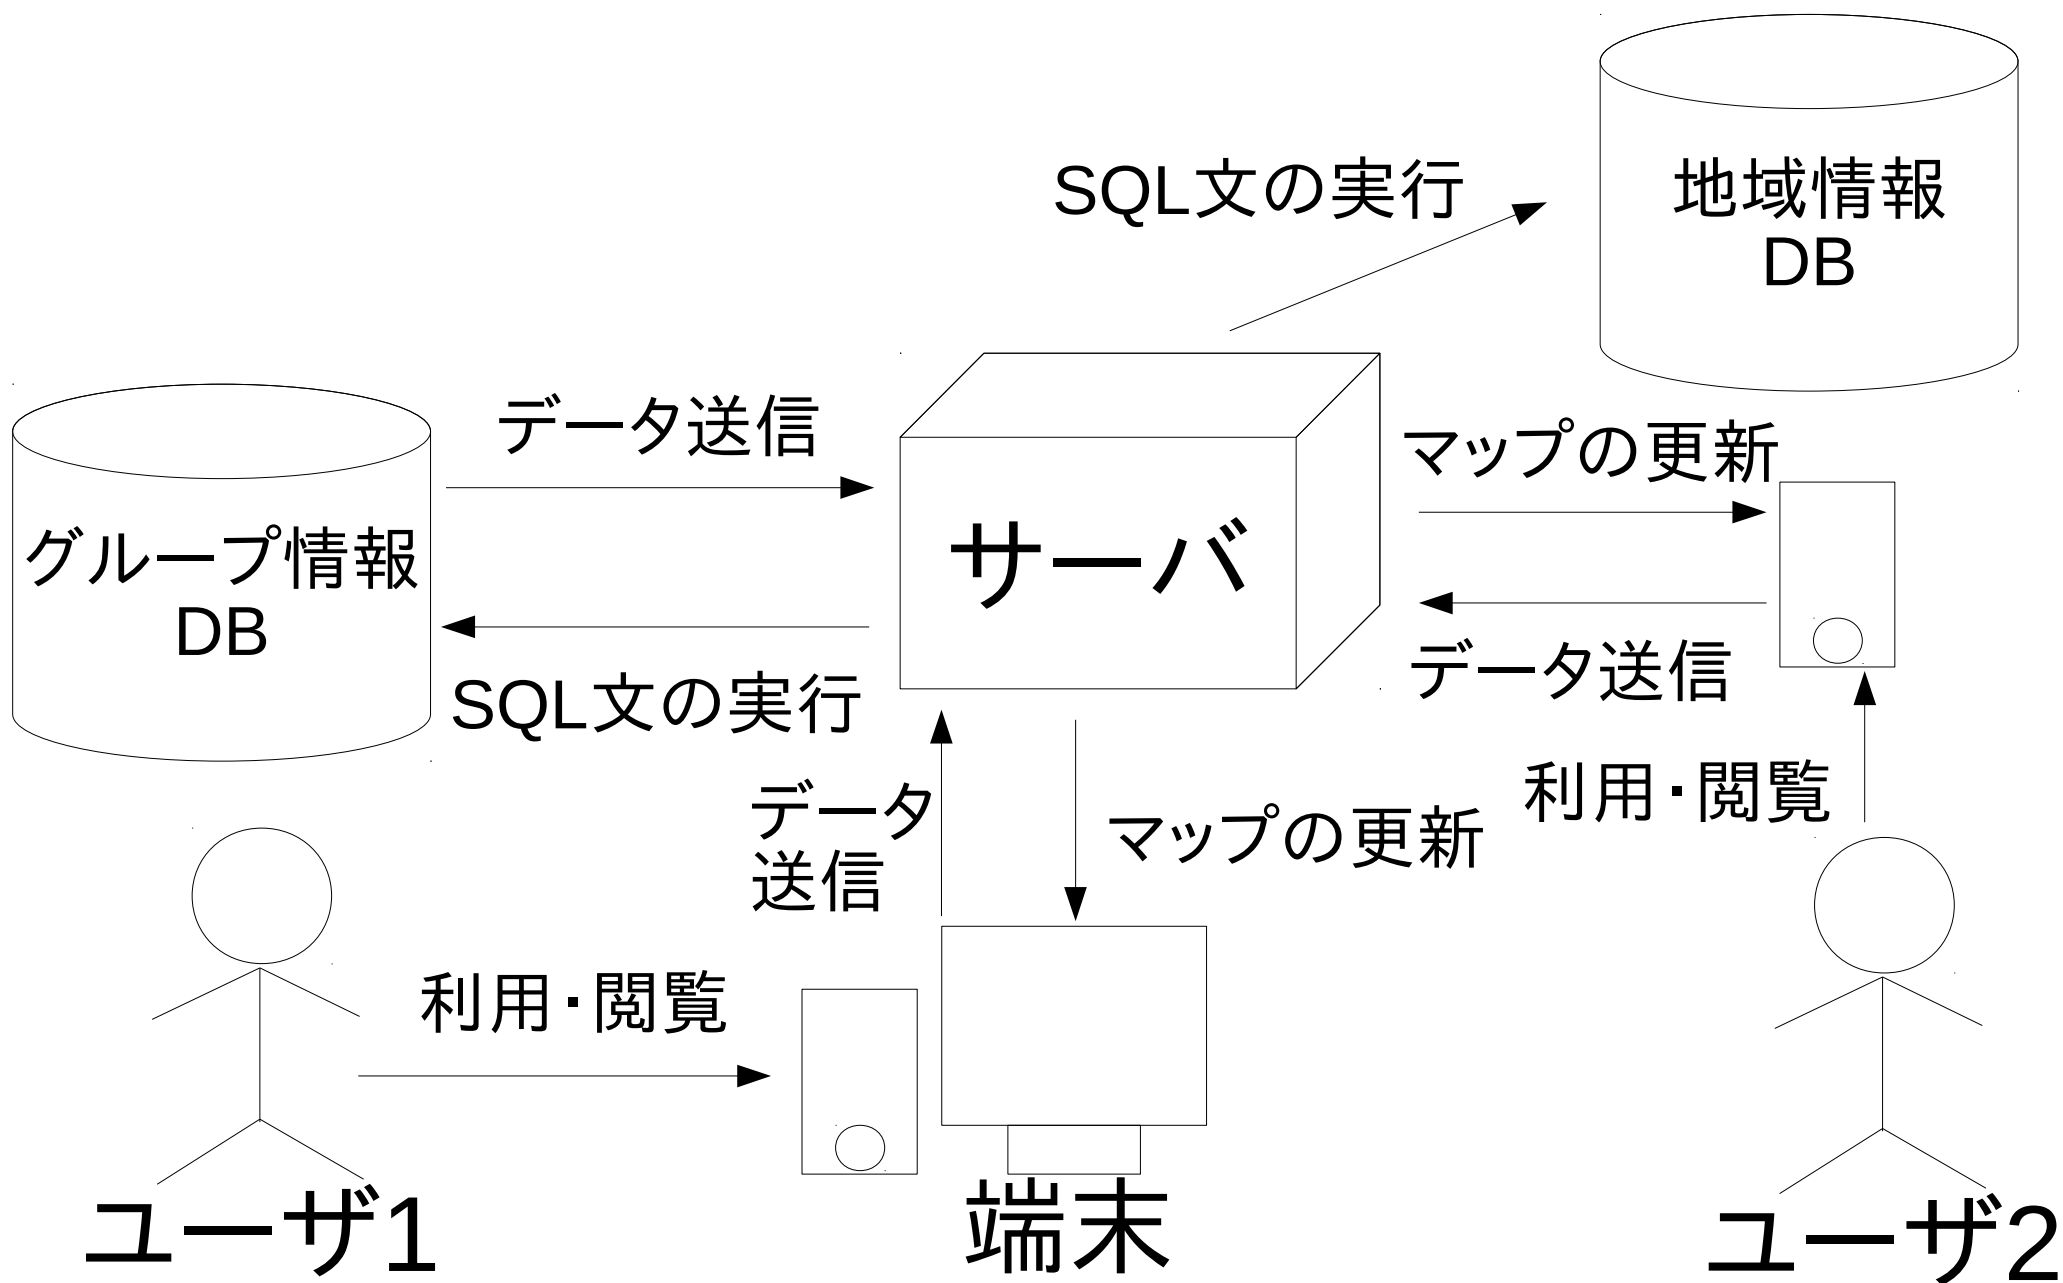 SQL文の実行
地域情報
DB
データ送信
マップの更新
グループ情報
DB
サーバ
SQL文の実行
データ送信
データ
送信
マップの更新
利用・閲覧
利用・閲覧
ユーザ1
端末
ユーザ2